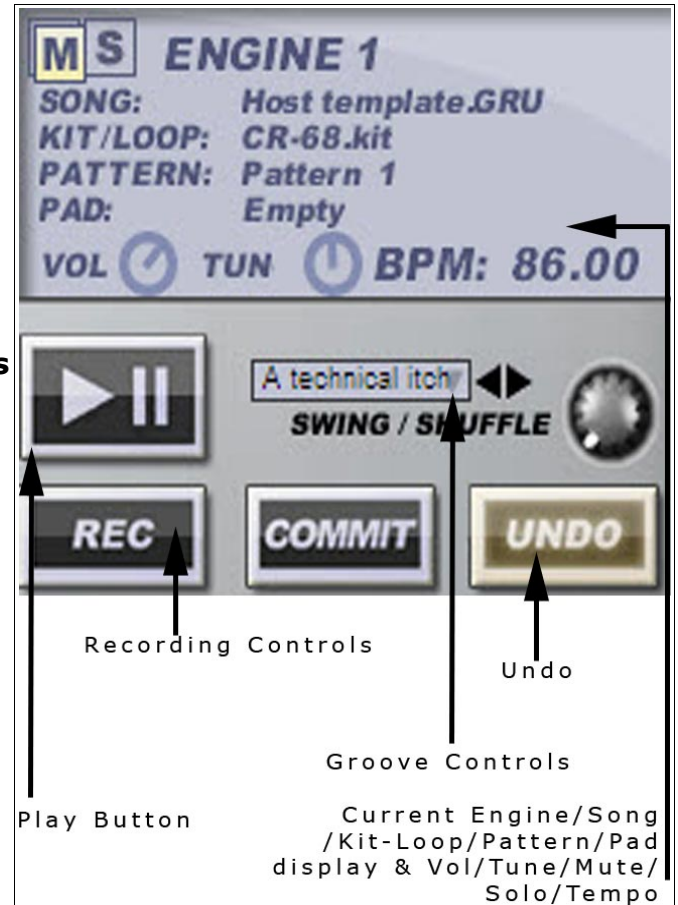 M S ENGINE 1
SONG: Host template.GRU
KIT/LOOP: CR-68.kit
PATTERN: Pattern 1
PAD: Empty
VOL TUN BPM: 86.00
s
A technical itch
SWING / SHUFFLE
REC COMMIT UNDO
Recording Controls
Undo
Groove Controls
Play Button
Current Engine/Song
/Kit-Loop/Pattern/Pad
display & Vol/Tune/Mute/
Solo/Tempo